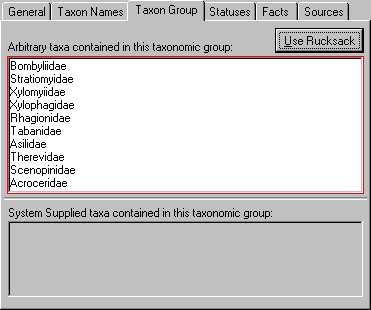 General Taxon Names Taxon Group Statuses Facts Sources
Use Rucksack
Arbitrary taxa contained in this taxonomic group:
Bombyliidae
Stratiomyidae
Xylomyiidae
Xylophagidae
Rhagionidae
Tabanidae
Asilidae
Therevidae
Scenopinidae
Acroceridae
System Supplied taxa contained in this taxonomic group: